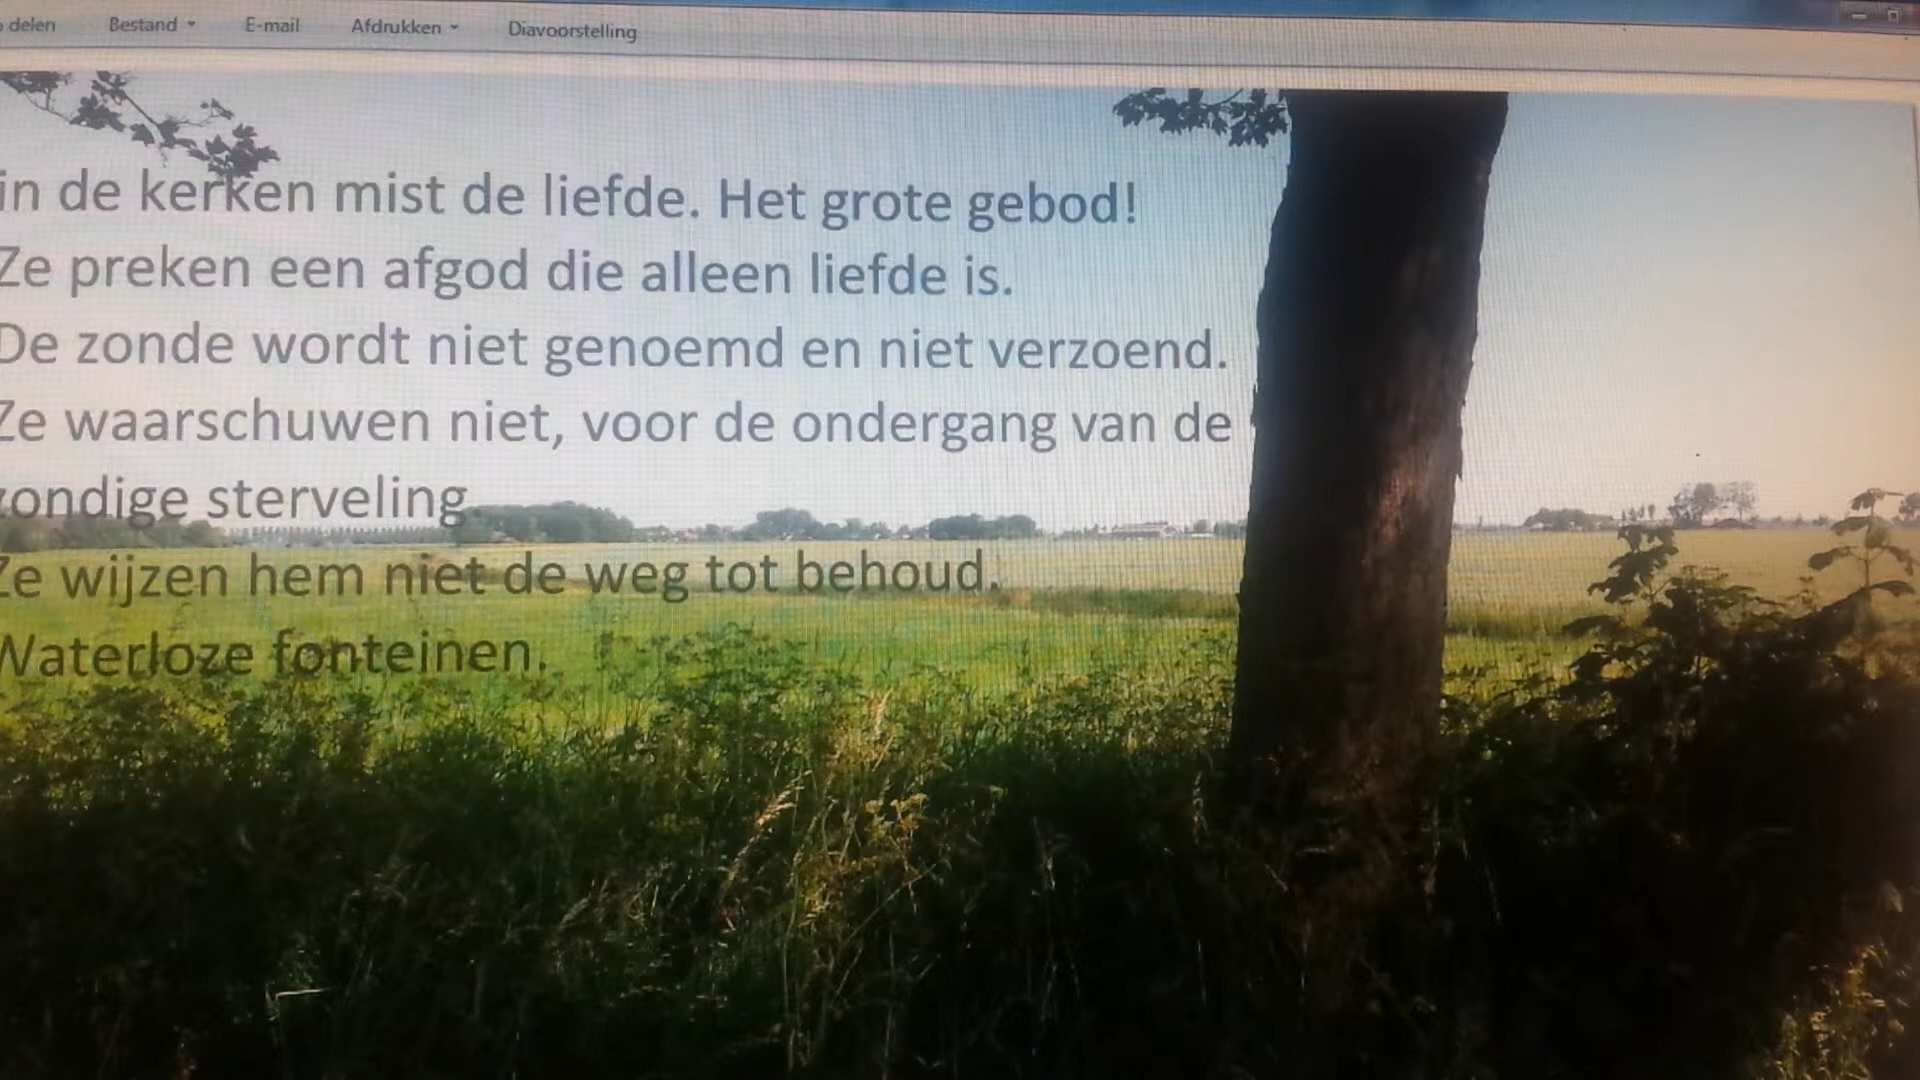 delen Bestand E-mail Afdrukken Diavoorstelling
in de kerken mist de liefde. Het grote gebod!
Ze preken een afgod die alleen liefde is.
De zonde wordt niet genoemd en niet verzoend.
Ze waarschuwen niet, voor de ondergang van de
zondige sterveling.
Ze wijzen hem niet de weg tot behoud.
Waterloze fonteinen.